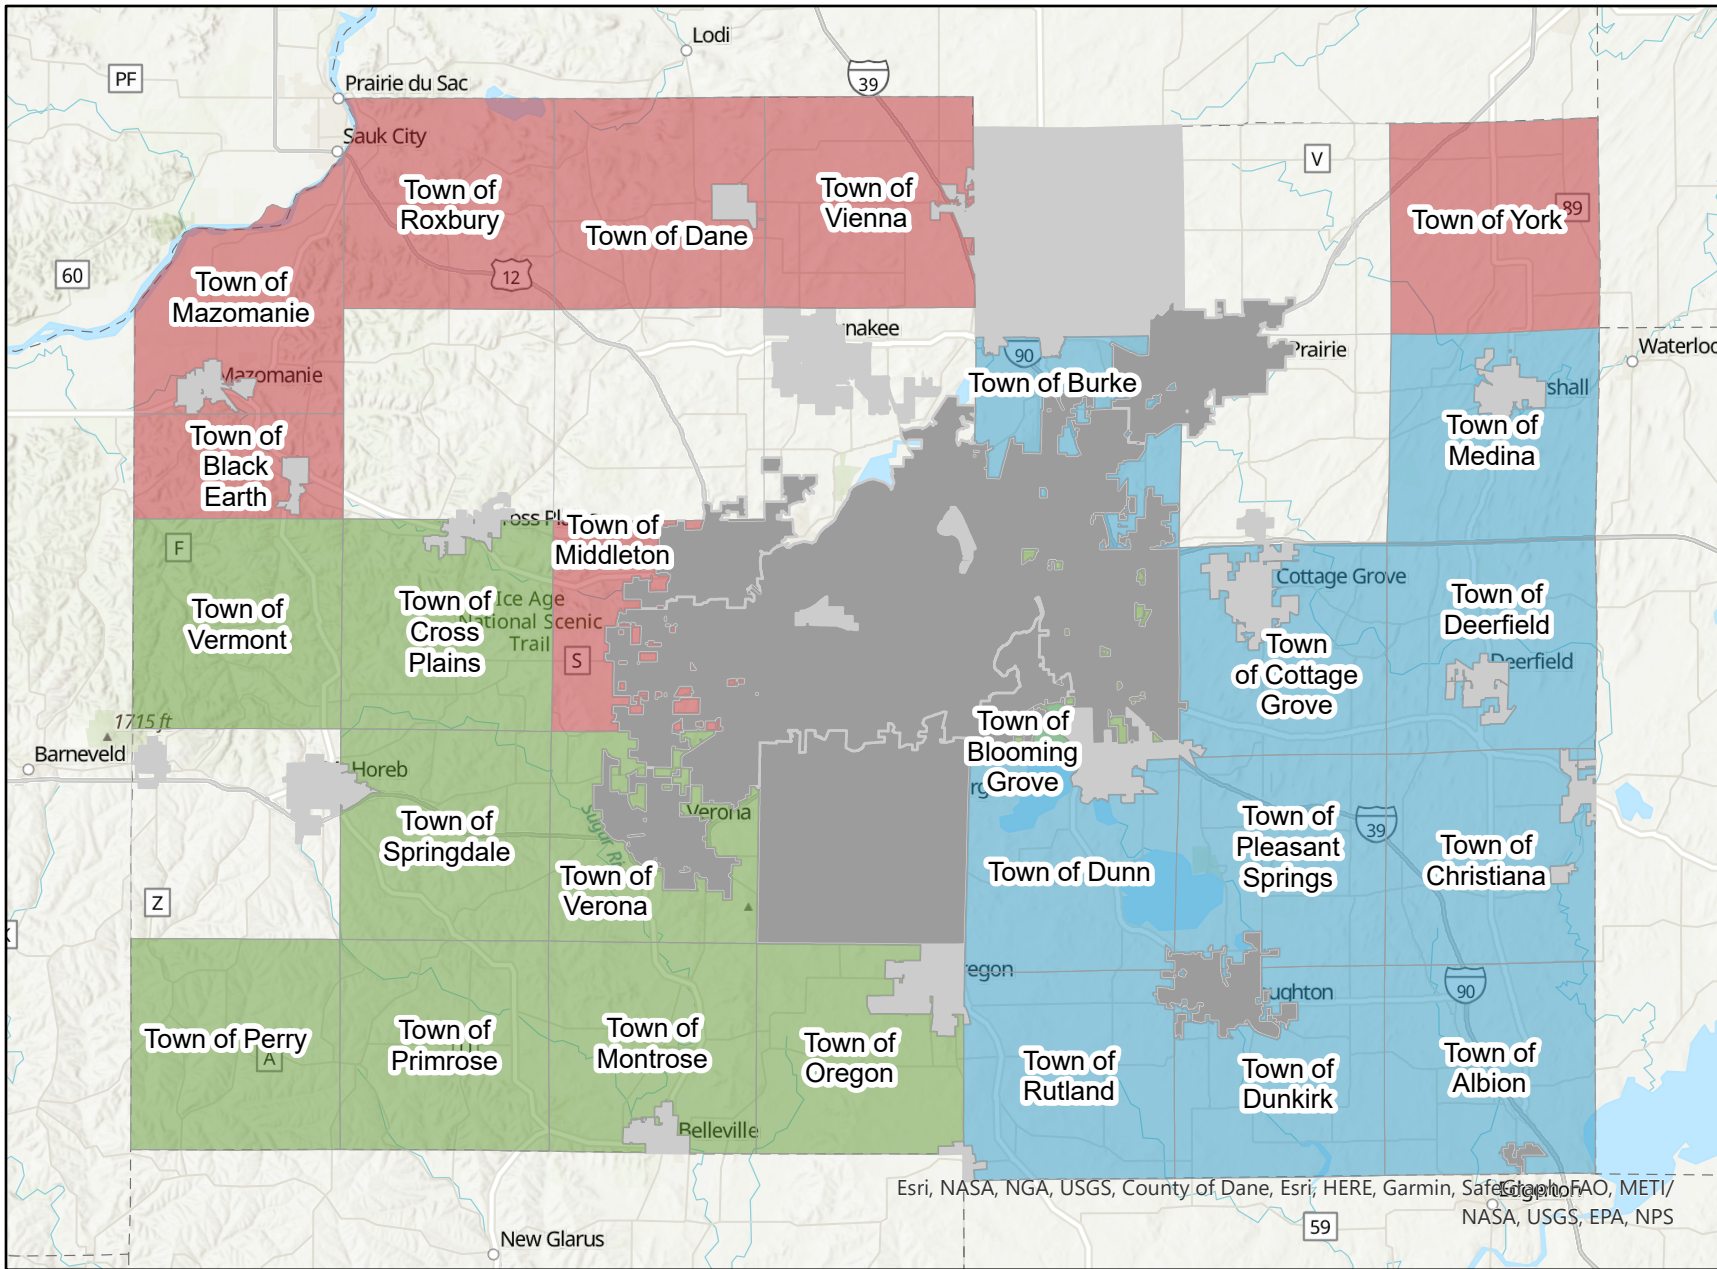 Lodi
PF
39
Prairie du Sac
Sauk City
V
Town of
Roxbury
Town of Dane
Town of
Vienna
Town of York
89
60
12
Town of
Mazomanie
Mazomanie
Town of
Black
Earth
90
Town of Burke
Prairie
Waterloo
Town of
Medina
F
Town of
Middleton
Town of
Vermont
Town of
Cross
Plains
Ice Age
National Scenic
Trail
S
Cottage Grove
Town
of Cottage
Grove
Town of
Deerfield
Deerfield
1715 ft
Barneveld
Horeb
Town of
Blooming
Grove
Town of
Springdale
Verona
Town of
Verona
Town of Dunn
Town of
Pleasant
Springs
39
Town of
Christiana
Z
Town of Perry
A
Town of
Primrose
Town of
Montrose
Town of
Oregon
Town of
Rutland
Town of
Dunkirk
90
Town of
Albion
Belleville
New Glarus
59
Esri, NASA, NGA, USGS, County of Dane, Esri, HERE, Garmin, SafeGraph, FAO, METI/
NASA, USGS, EPA, NPS